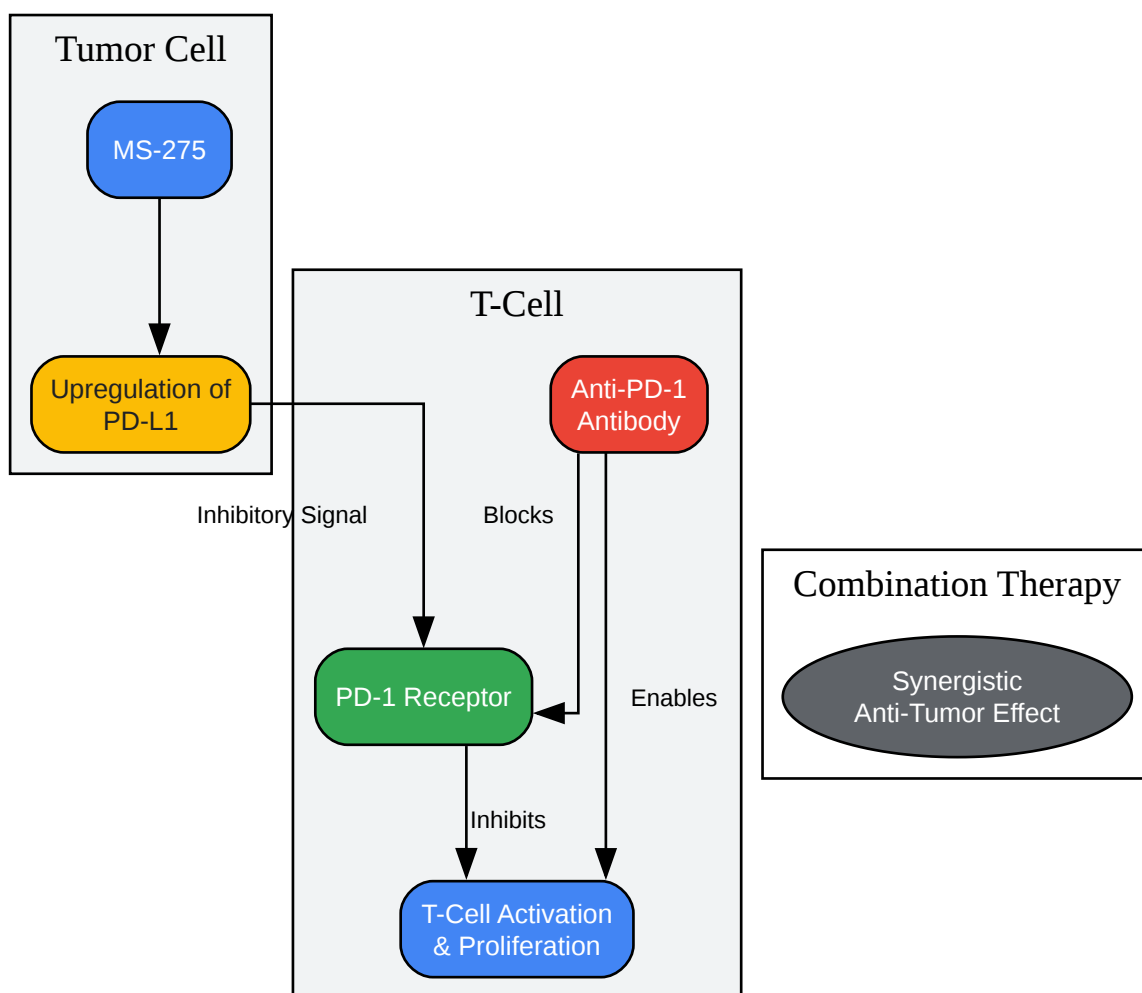 Tumor Cell
MS-275
Upregulation of
PD-L1
T-Cell
Anti-PD-1
Antibody
Inhibitory Signal
Blocks
PD-1 Receptor
Enables
Inhibits
T-Cell Activation
& Proliferation
Combination Therapy
Synergistic
Anti-Tumor Effect